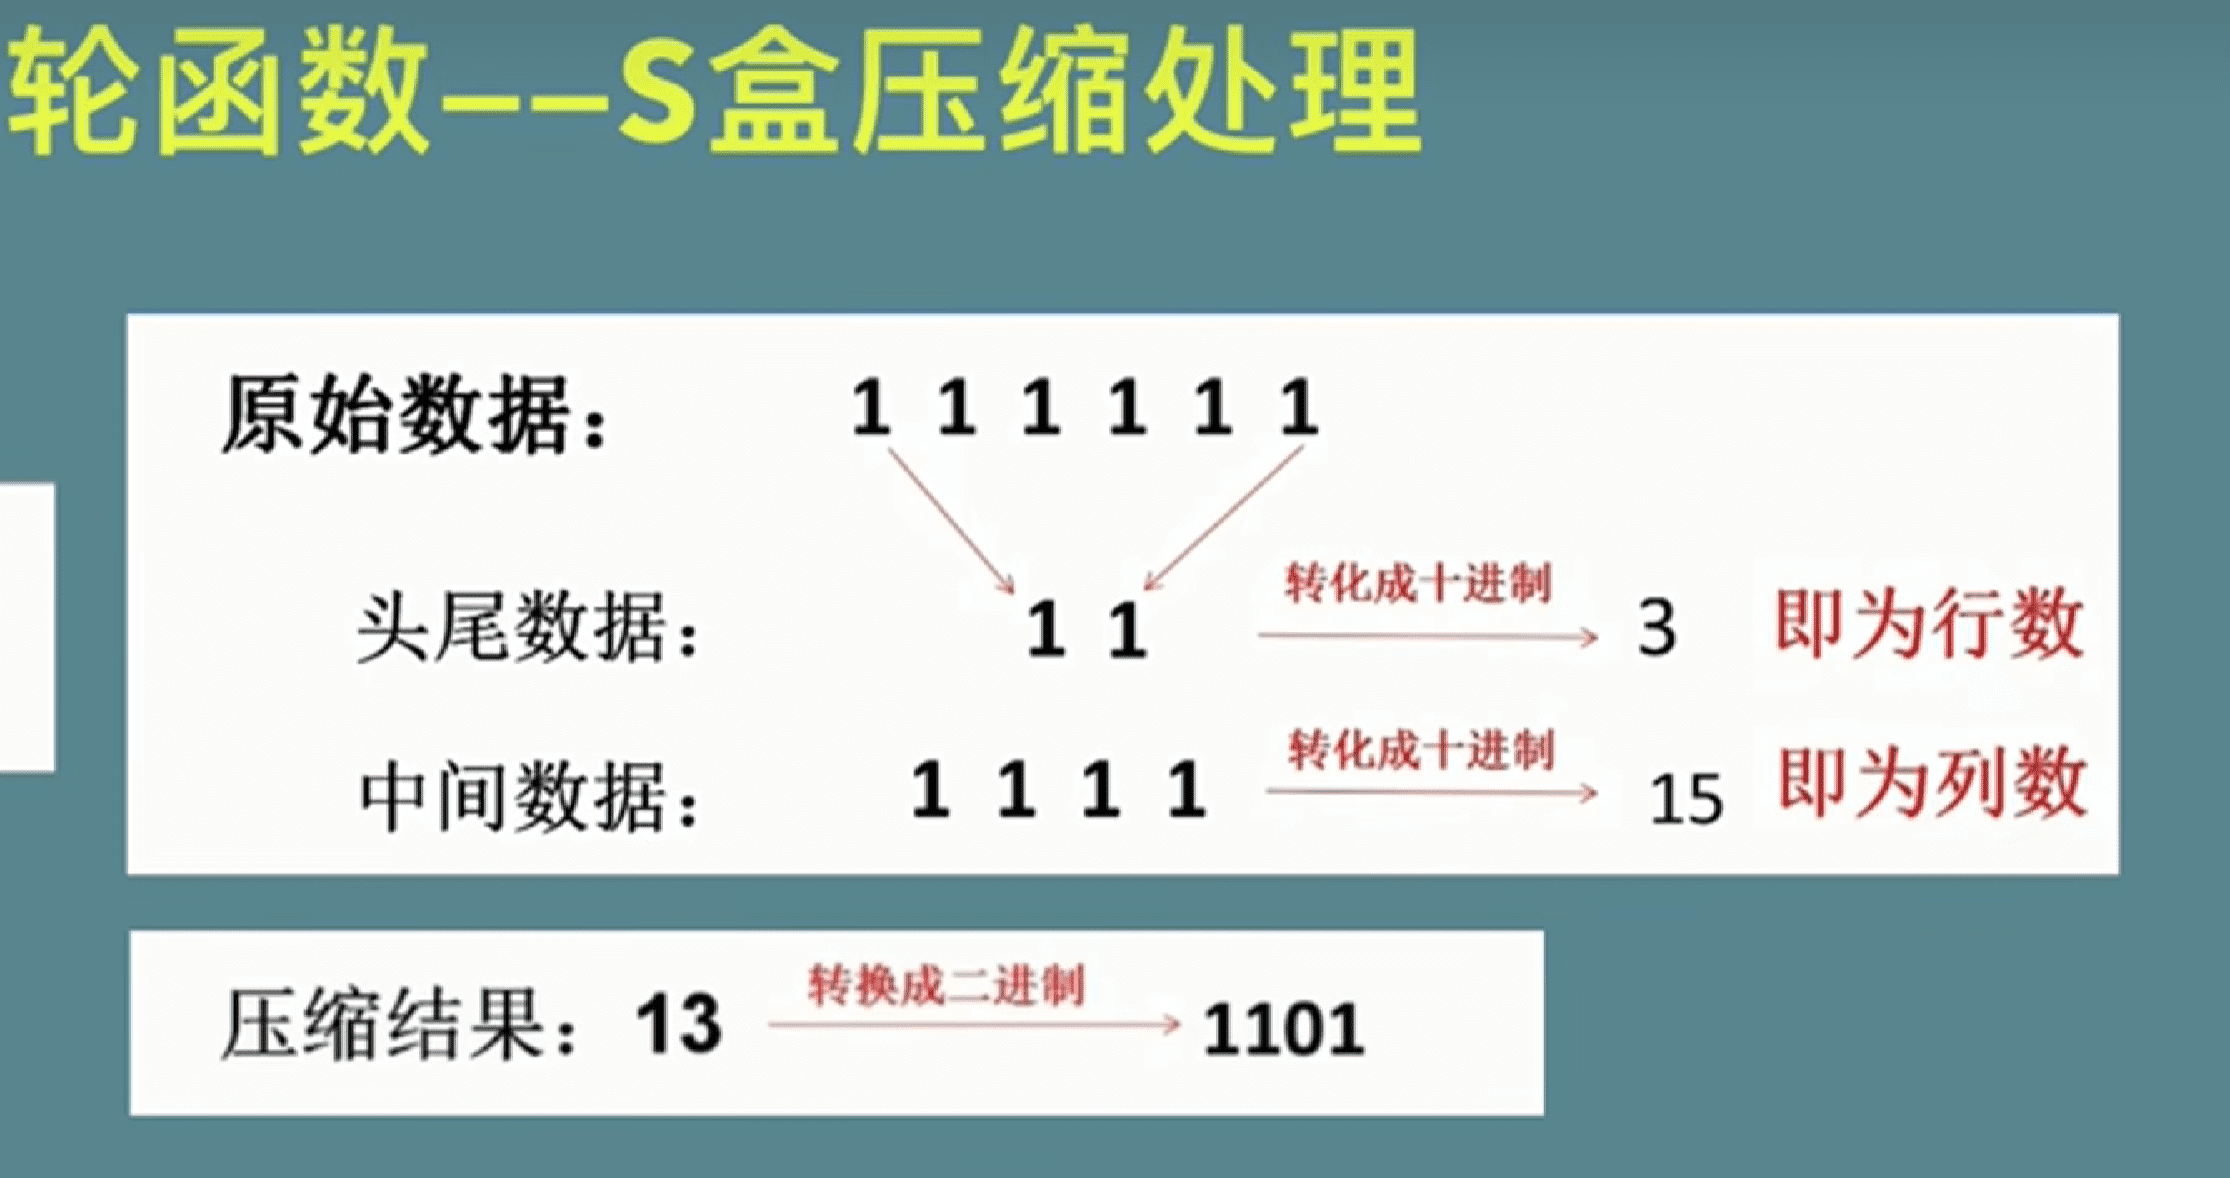 轮函数——S盒压缩处理
原始数据： 1 1 1 1 1 1
头尾数据： 1 1 转化成十进制 3 即为行数
中间数据： 1 1 1 1 转化成十进制 15 即为列数
压缩结果：13 转换成二进制 1101